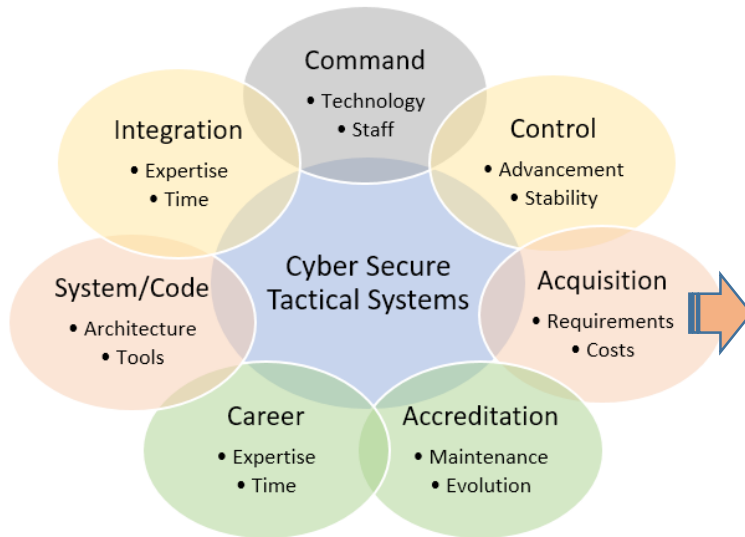 Command
• Technology
• Staff
Integration
• Expertise
• Time
Control
• Advancement
• Stability
Cyber Secure
Tactical Systems
System/Code
• Architecture
• Tools
Acquisition
• Requirements
• Costs
Career
• Expertise
• Time
Accreditation
• Maintenance
• Evolution